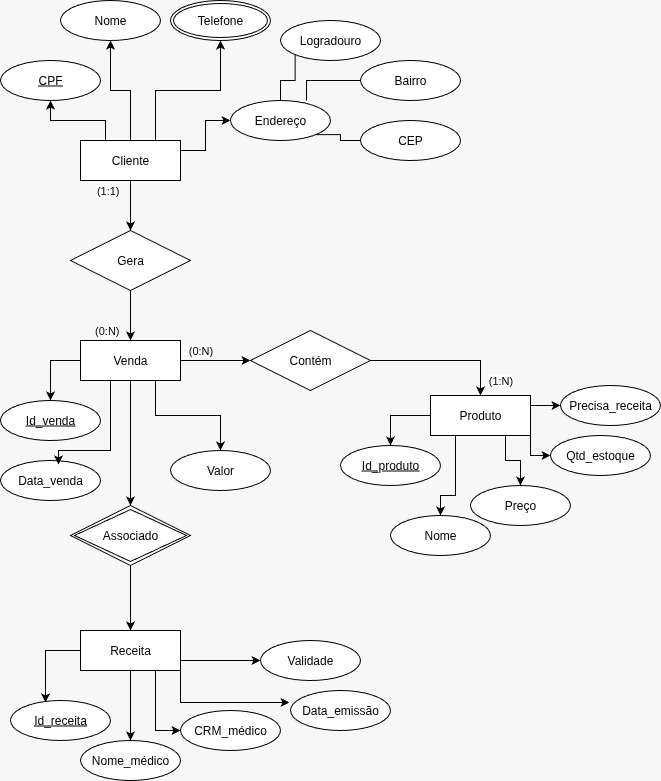 Nome
Telefone
Logradouro
CPF
Bairro
Endereço
CEP
Cliente
(1:1)
Gera
(0:N)
(0:N)
Venda
Contém
(1:N)
Precisa_receita
Produto
Id_venda
Qtd_estoque
Id_produto
Valor
Data_venda
Preço
Associado
Nome
Receita
Validade
Data_emissão
Id_receita
CRM_médico
Nome_médico